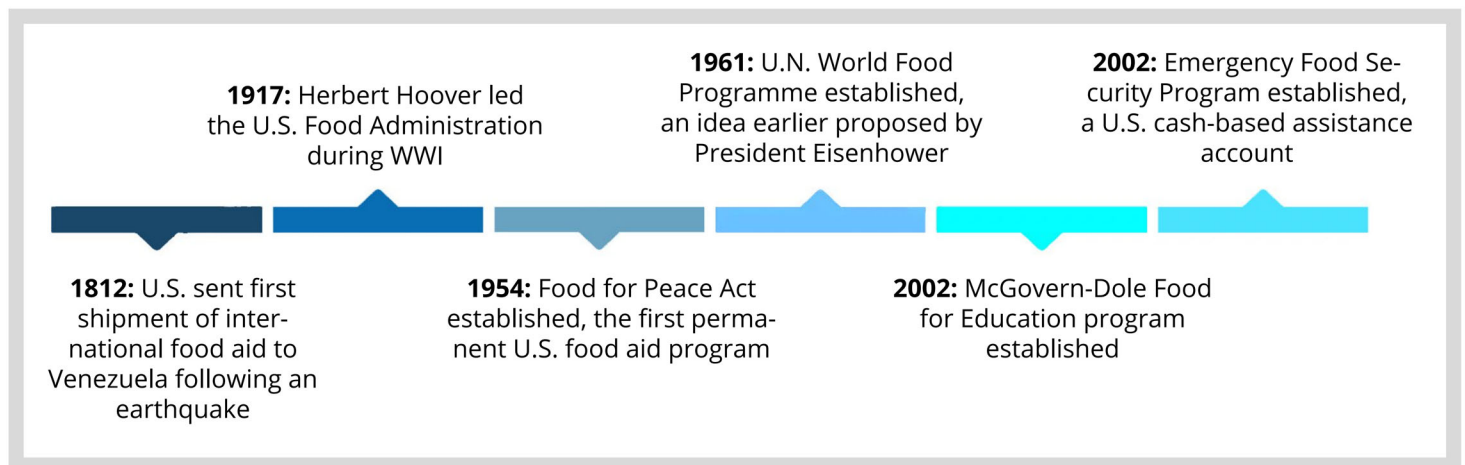 1812: U.S. sent first
shipment of inter-
national food aid to
Venezuela following an
earthquake
1917: Herbert Hoover led
the U.S. Food Administration
during WWI
1954: Food for Peace Act
established, the first perma-
nent U.S. food aid program
1961: U.N. World Food
Programme established,
an idea earlier proposed by
President Eisenhower
2002: McGovern-Dole Food
for Education program
established
2002: Emergency Food Se-
curity Program established,
a U.S. cash-based assistance
account